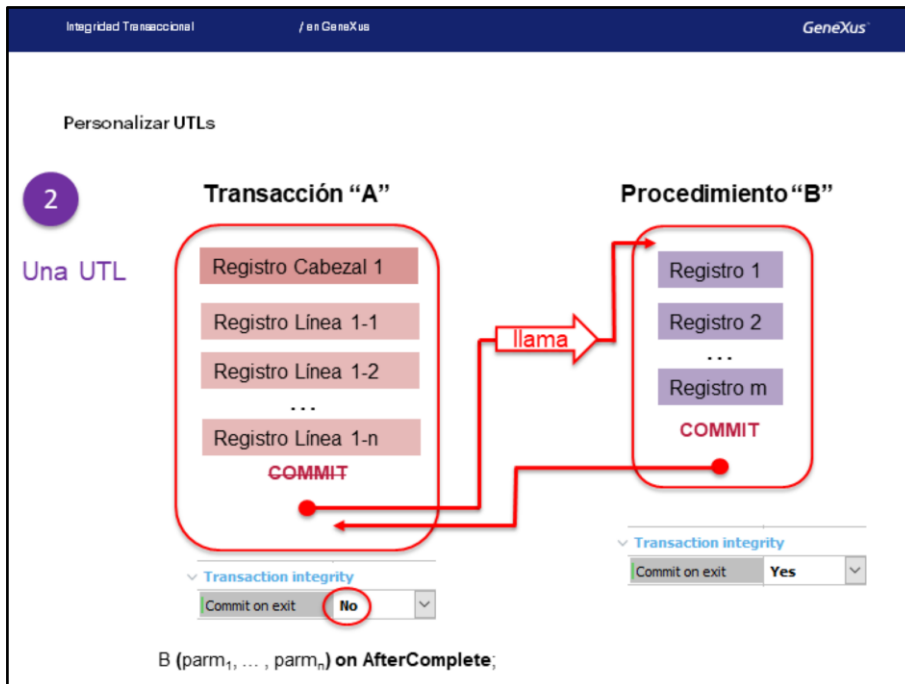 Integridad Transaccional / en GeneXus GeneXus
Personalizar UTLs
2
Una UTL
Transacción “A”
Registro Cabezal 1
Registro Línea 1-1
Registro Línea 1-2
...
Registro Línea 1-n
COMMIT
llama
Procedimiento “B”
Registro 1
Registro 2
...
Registro m
COMMIT
Transaction integrity
Commit on exit No
Transaction integrity
Commit on exit Yes
B (parm1, ... , parmn) on AfterComplete;